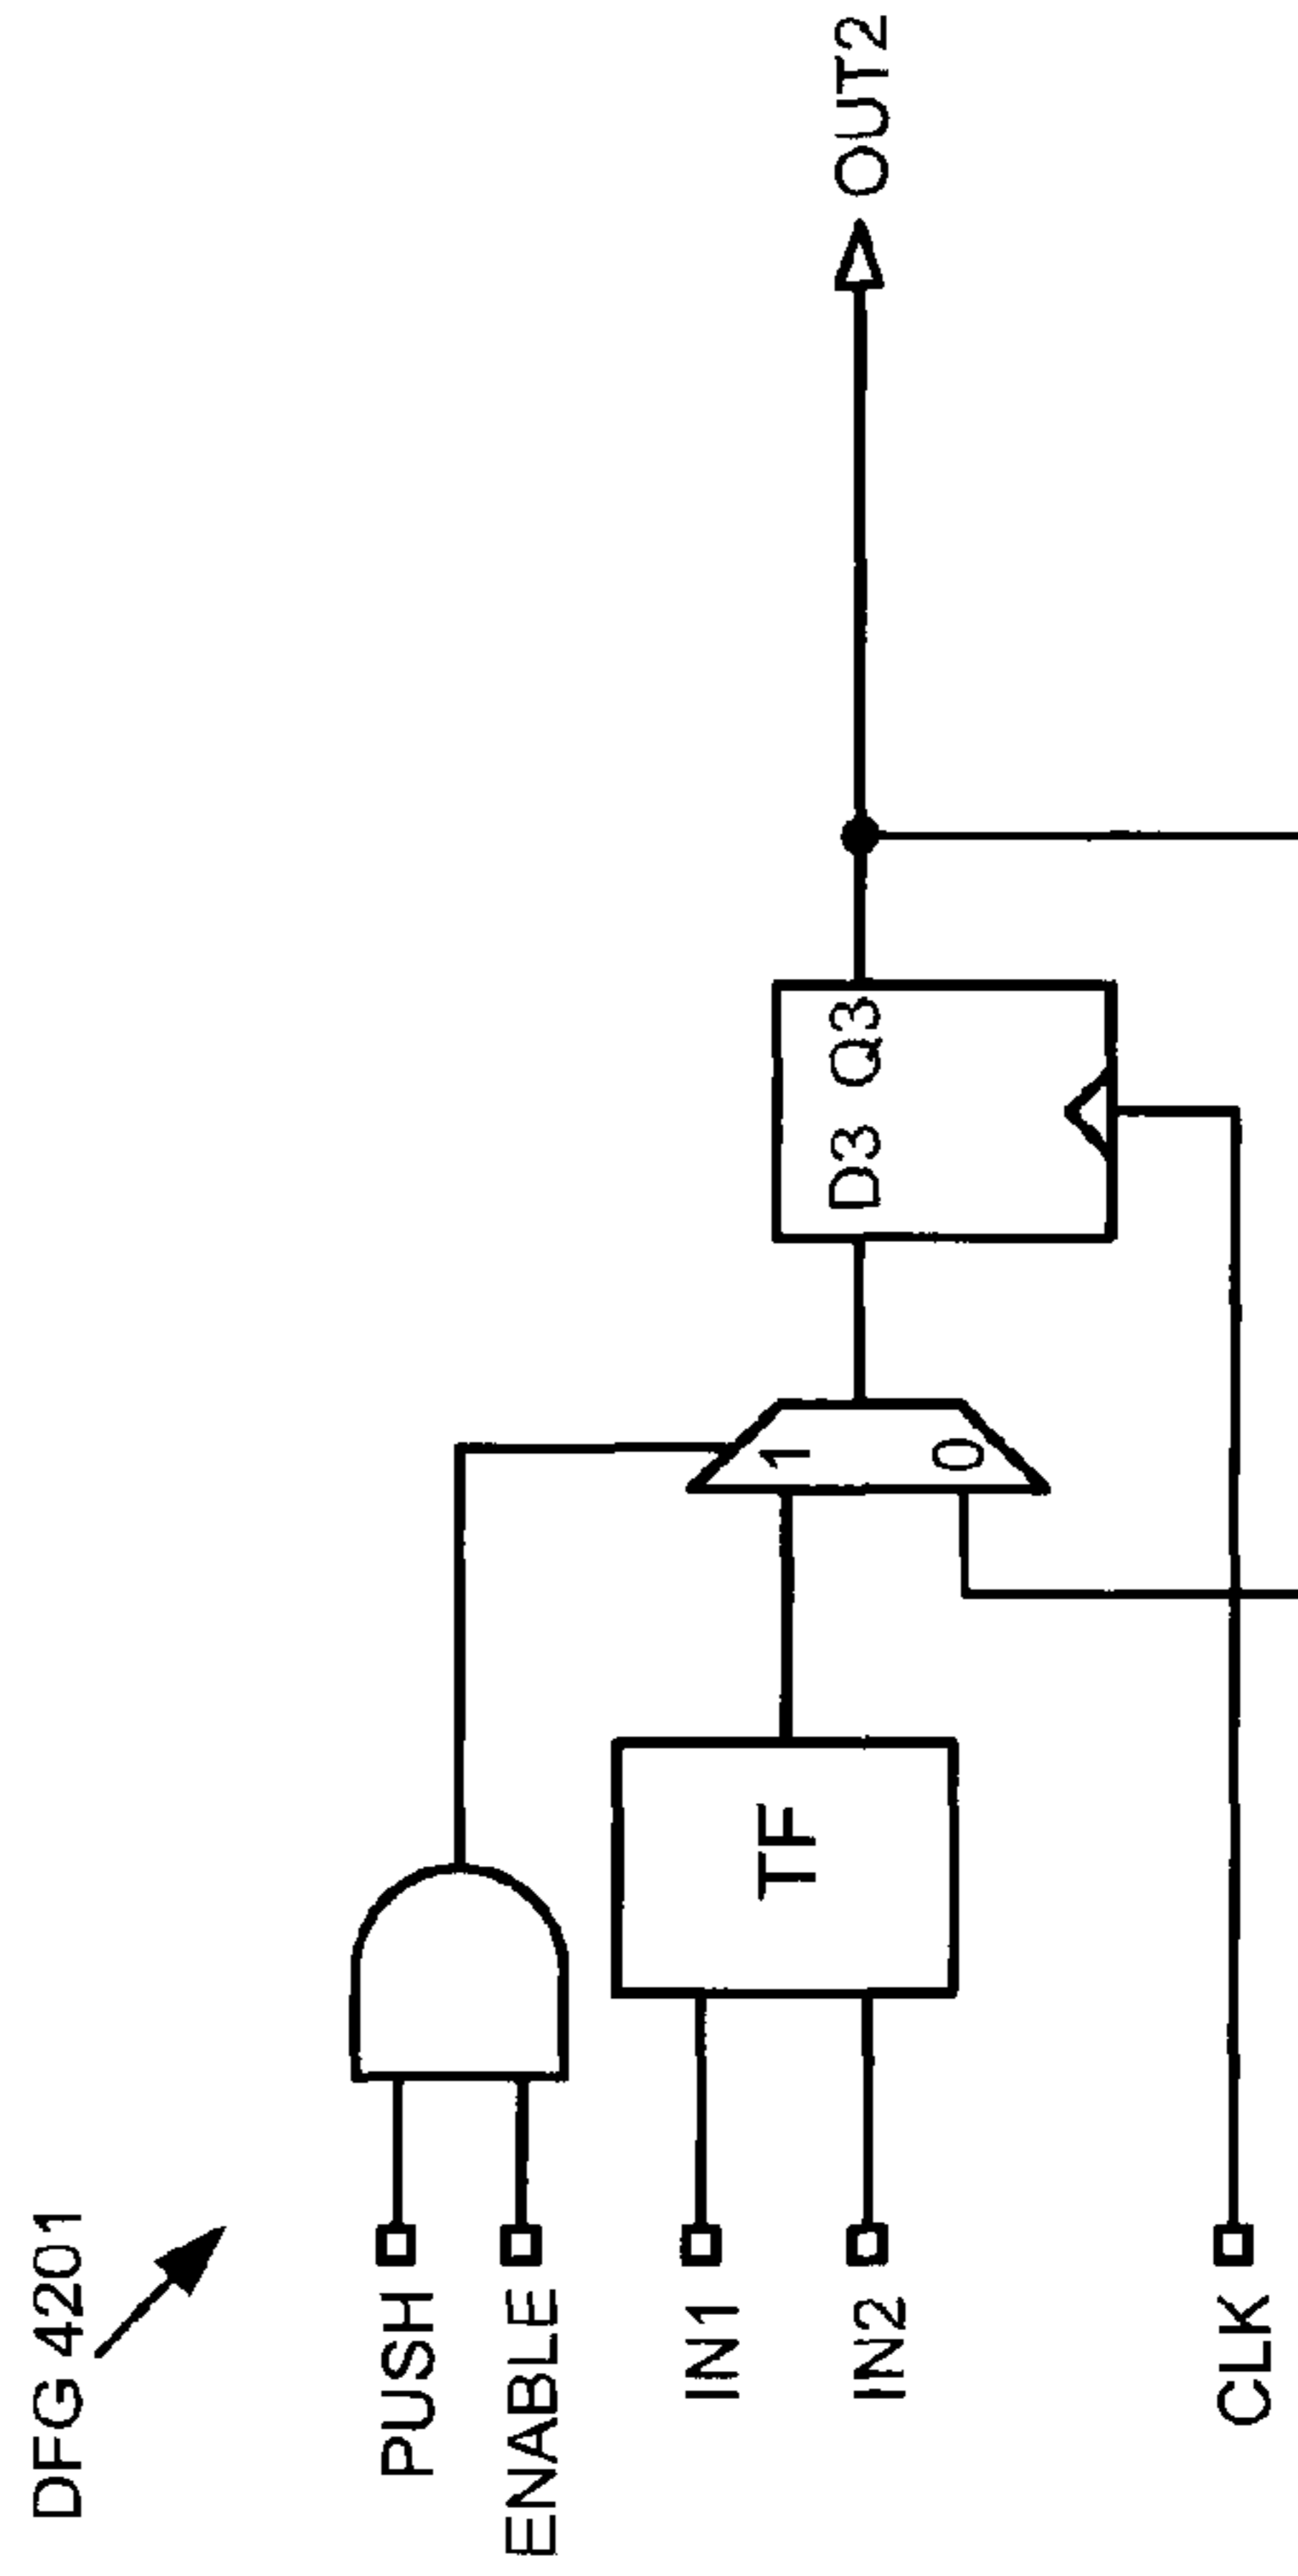 DFG 4201
PUSH
ENABLE
IN1
IN2
CLK
TF
1
0
D3 Q3
OUT2